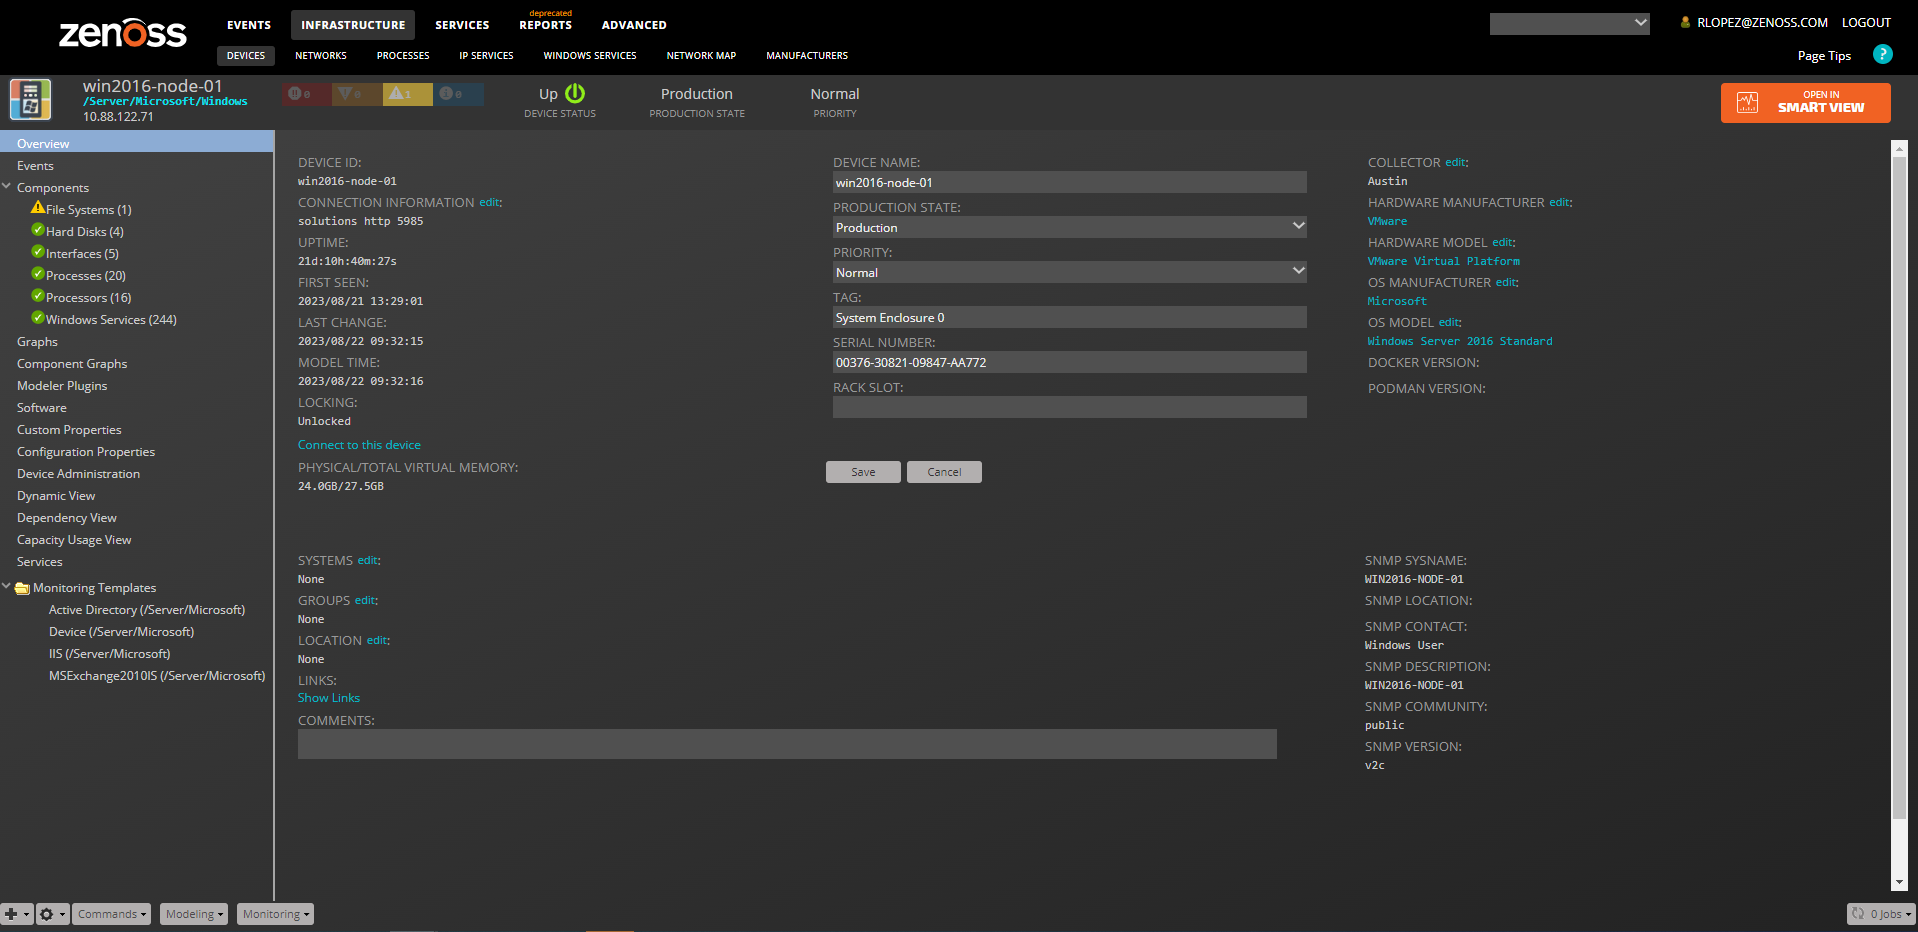 zenoss
EVENTS
INFRASTRUCTURE
SERVICES
deprecated
REPORTS
ADVANCED
RLOPEZ@ZENOSS.COM
LOGOUT
DEVICES
NETWORKS
PROCESSES
IP SERVICES
WINDOWS SERVICES
NETWORK MAP
MANUFACTURERS
Page Tips
?
win2016-node-01
/Server/Microsoft/Windows
10.88.122.71
0
0
1
0
Up
DEVICE STATUS
Production
PRODUCTION STATE
Normal
PRIORITY
OPEN IN
SMART VIEW
Overview
Events
Components
File Systems (1)
Hard Disks (4)
Interfaces (5)
Processes (20)
Processors (16)
Windows Services (244)
Graphs
Component Graphs
Modeler Plugins
Software
Custom Properties
Configuration Properties
Device Administration
Dynamic View
Dependency View
Capacity Usage View
Services
Monitoring Templates
Active Directory (/Server/Microsoft)
Device (/Server/Microsoft)
IIS (/Server/Microsoft)
MSExchange2010IS (/Server/Microsoft)
DEVICE ID:
win2016-node-01
CONNECTION INFORMATION edit:
solutions http 5985
UPTIME:
21d:10h:40m:27s
FIRST SEEN:
2023/08/21 13:29:01
LAST CHANGE:
2023/08/22 09:32:15
MODEL TIME:
2023/08/22 09:32:16
LOCKING:
Unlocked
Connect to this device
PHYSICAL/TOTAL VIRTUAL MEMORY:
24.0GB/27.5GB
DEVICE NAME:
win2016-node-01
PRODUCTION STATE:
Production
PRIORITY:
Normal
TAG:
System Enclosure 0
SERIAL NUMBER:
00376-30821-09847-AA772
RACK SLOT:
Save
Cancel
COLLECTOR edit:
Austin
HARDWARE MANUFACTURER edit:
VMware
HARDWARE MODEL edit:
VMware Virtual Platform
OS MANUFACTURER edit:
Microsoft
OS MODEL edit:
Windows Server 2016 Standard
DOCKER VERSION:
PODMAN VERSION:
SYSTEMS edit:
None
GROUPS edit:
None
LOCATION edit:
None
LINKS:
Show Links
COMMENTS:
SNMP SYSNAME:
WIN2016-NODE-01
SNMP LOCATION:
SNMP CONTACT:
Windows User
SNMP DESCRIPTION:
WIN2016-NODE-01
SNMP COMMUNITY:
public
SNMP VERSION:
v2c
Commands
Modeling
Monitoring
0 Jobs